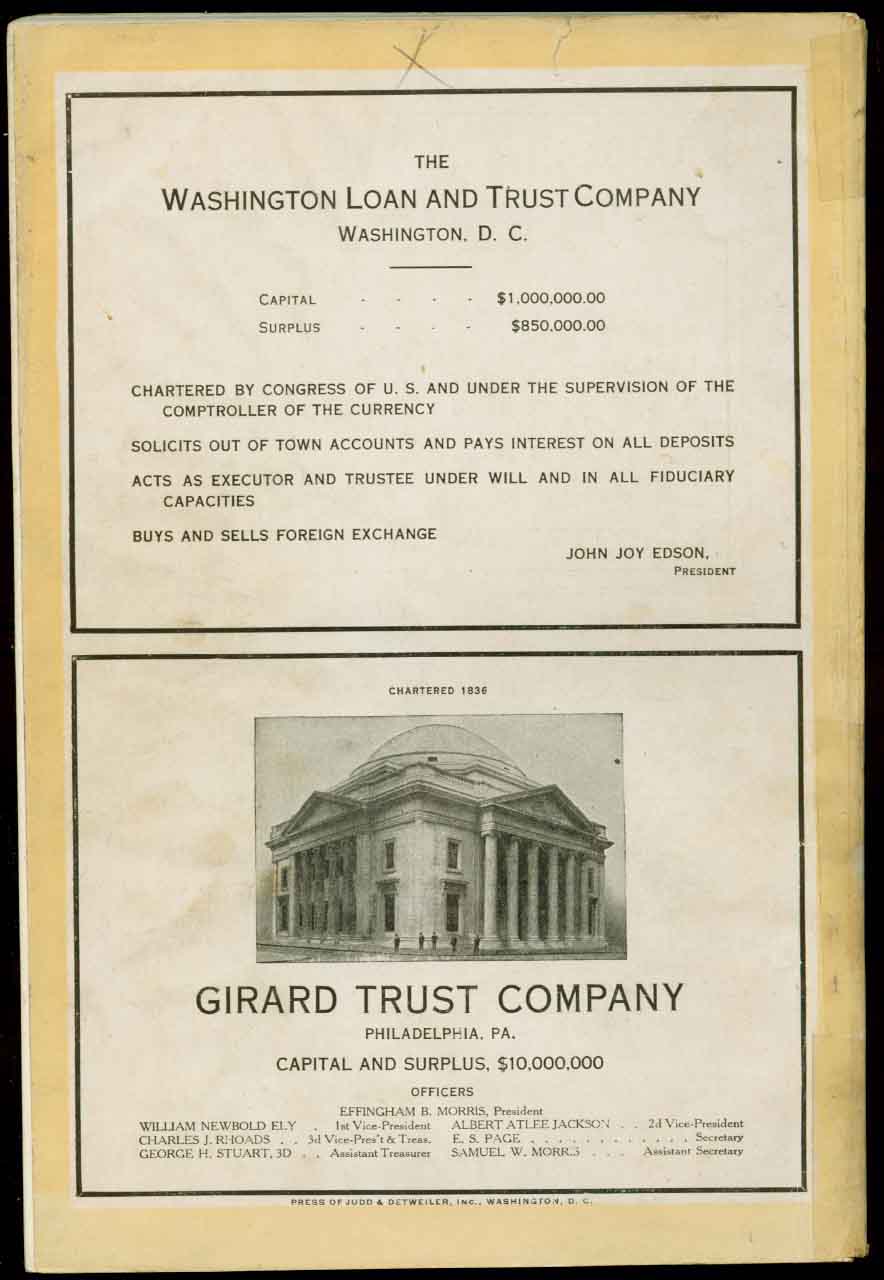 THE
WASHINGTON LOAN AND TRUST COMPANY
WASHINGTON, D. C.
CAPITAL - - - - $1,000,000.00
SURPLUS - - - - $850,000.00
CHARTERED BY CONGRESS OF U. S. AND UNDER THE SUPERVISION OF THE
COMPTROLLER OF THE CURRENCY
SOLICITS OUT OF TOWN ACCOUNTS AND PAYS INTEREST ON ALL DEPOSITS
ACTS AS EXECUTOR AND TRUSTEE UNDER WILL AND IN ALL FIDUCIARY
CAPACITIES
BUYS AND SELLS FOREIGN EXCHANGE
JOHN JOY EDSON,
PRESIDENT
CHARTERED 1836
GIRARD TRUST COMPANY
PHILADELPHIA, PA.
CAPITAL AND SURPLUS, $10,000,000
OFFICERS
EFFINGHAM B. MORRIS, President
WILLIAM NEWBOLD ELY . 1st Vice-President ALBERT ATLEE JACKSON . . 2d Vice-President
CHARLES J. RHOADS . . 3d Vice-Pres't & Treas. E. S. PAGE . . . . . . . . . . . . Secretary
GEORGE H. STUART, 3D . . Assistant Treasurer SAMUEL W. MORRIS . . . Assistant Secretary
PRESS OF JUDD & DETWEILER, INC., WASHINGTON, D. C.